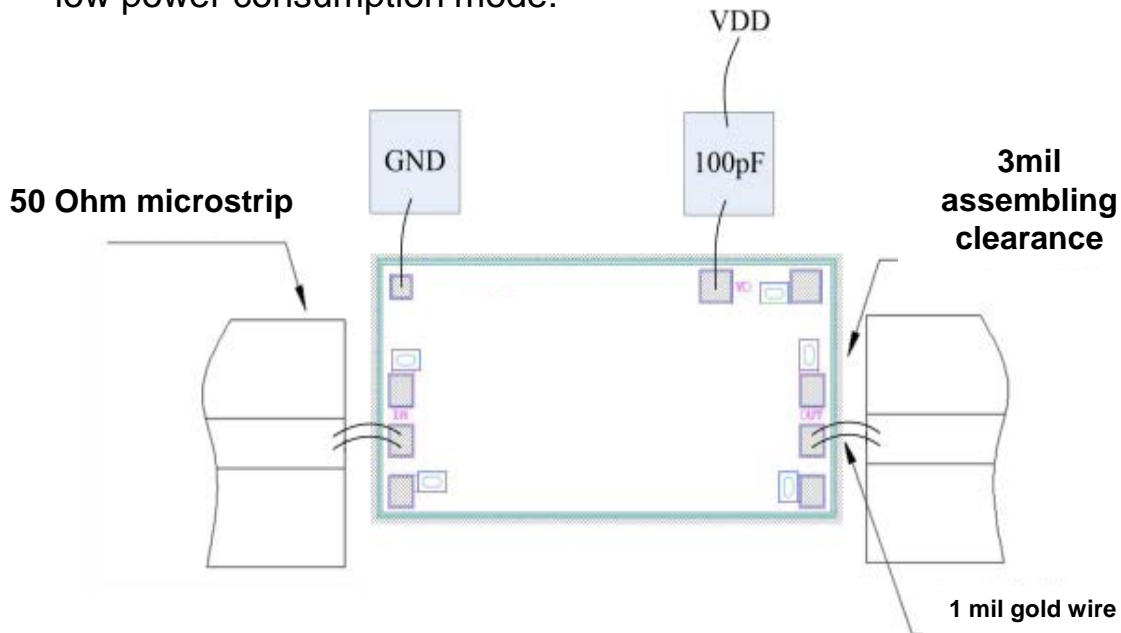 low power consumption mode.
VDD
GND
100pF
3mil
assembling
clearance
50 Ohm microstrip
VD
IN
OUT
1 mil gold wire